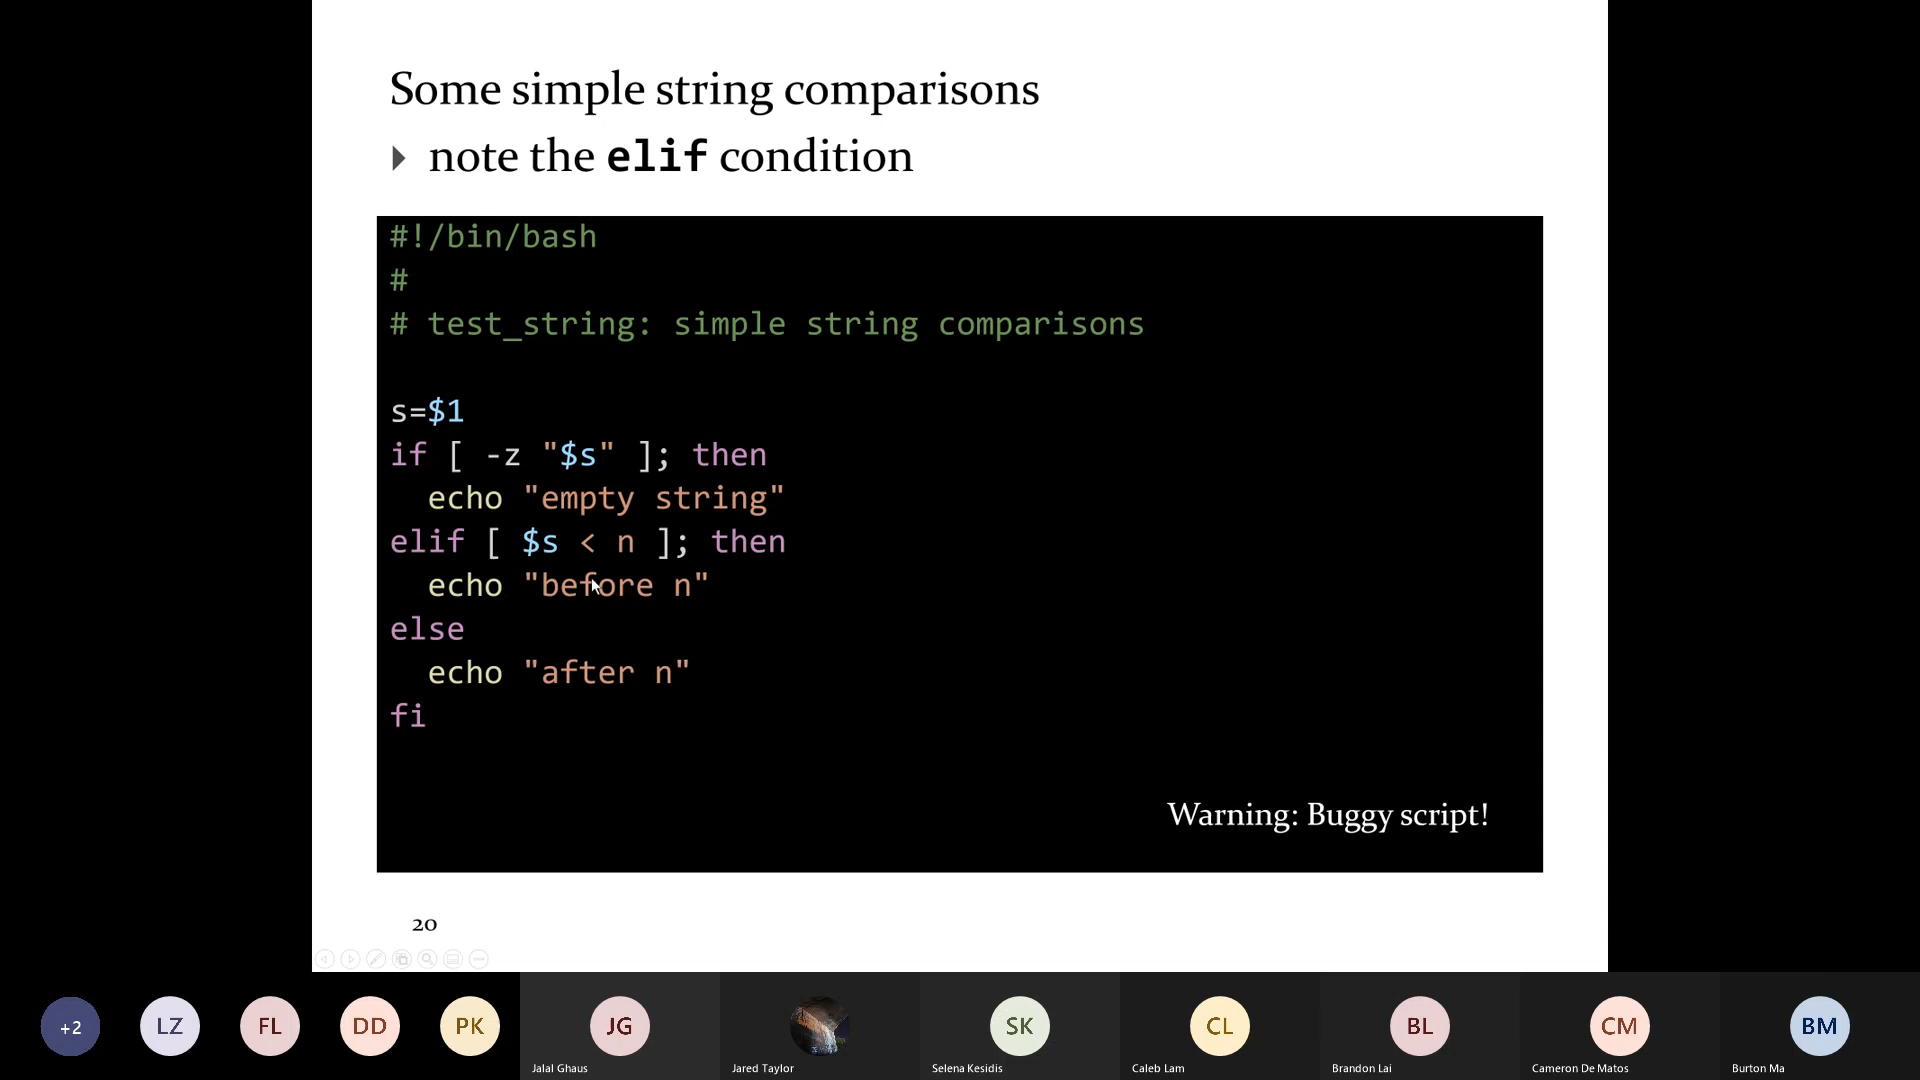 Some simple string comparisons
note the elif condition
#!/bin/bash
#
# test_string: simple string comparisons
s=$1
if [ -z "$s" ]; then
  echo "empty string"
elif [ $s < n ]; then
  echo "before n"
else
  echo "after n"
fi
Warning: Buggy script!
20
+2
LZ
FL
DD
PK
JG
SK
CL
BL
CM
BM
Jalal Ghaus
Jared Taylor
Selena Kesidis
Caleb Lam
Brandon Lai
Cameron De Matos
Burton Ma